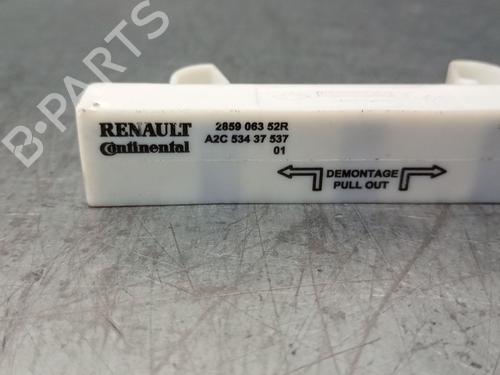 B-PARTS
RENAULT
Continental
2859 063 52R
A2C 534 37 537
01
DEMONTAGE
PULL OUT